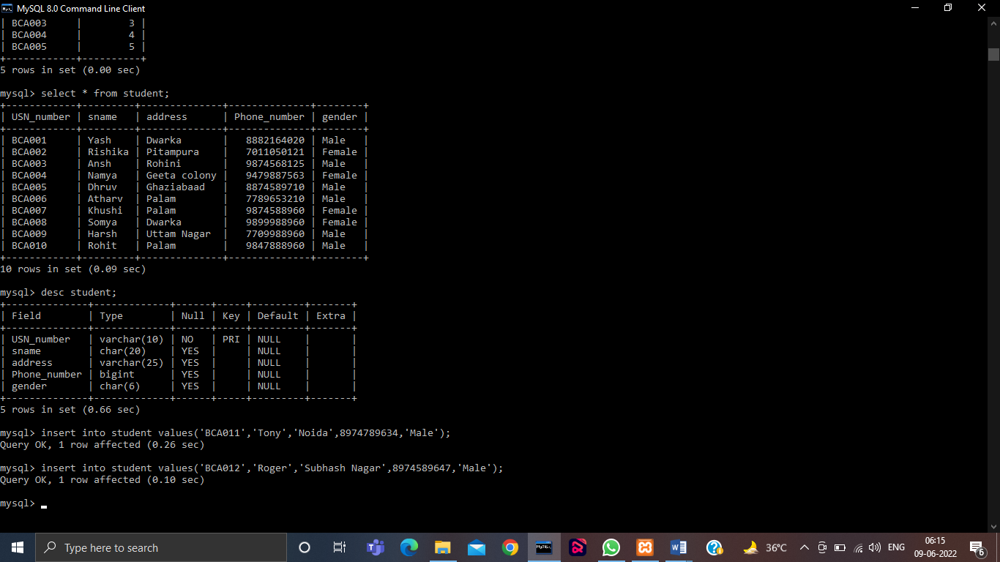 MySQL 8.0 Command Line Client
| BCA003     |        3 |
| BCA004     |        4 |
| BCA005     |        5 |
+------------+----------+
5 rows in set (0.00 sec)
mysql> select * from student;
+------------+---------+--------------+--------------+--------+
| USN_number | sname   | address      | Phone_number | gender |
+------------+---------+--------------+--------------+--------+
| BCA001     | Yash    | Dwarka       |   8882164020 | Male   |
| BCA002     | Rishika | Pitampura    |   7011050121 | Female |
| BCA003     | Ansh    | Rohini       |   9874568125 | Male   |
| BCA004     | Namya   | Geeta colony |   9479887563 | Female |
| BCA005     | Dhruv   | Ghaziabaad   |   8874589710 | Male   |
| BCA006     | Atharv  | Palam        |   7789653210 | Male   |
| BCA007     | Khushi  | Palam        |   9874588960 | Female |
| BCA008     | Somya   | Dwarka       |   9899988960 | Female |
| BCA009     | Harsh   | Uttam Nagar  |   7709988960 | Male   |
| BCA010     | Rohit   | Palam        |   9847888960 | Male   |
+------------+---------+--------------+--------------+--------+
10 rows in set (0.09 sec)
mysql> desc student;
+--------------+-------------+------+-----+---------+-------+
| Field        | Type        | Null | Key | Default | Extra |
+--------------+-------------+------+-----+---------+-------+
| USN_number   | varchar(10) | NO   | PRI | NULL    |       |
| sname        | char(20)    | YES  |     | NULL    |       |
| address      | varchar(25) | YES  |     | NULL    |       |
| Phone_number | bigint      | YES  |     | NULL    |       |
| gender       | char(6)     | YES  |     | NULL    |       |
+--------------+-------------+------+-----+---------+-------+
5 rows in set (0.66 sec)
mysql> insert into student values('BCA011','Tony','Noida',8974789634,'Male');
Query OK, 1 row affected (0.26 sec)
mysql> insert into student values('BCA012','Roger','Subhash Nagar',8974589647,'Male');
Query OK, 1 row affected (0.10 sec)
mysql> _
Type here to search
36°C
ENG
06:15
09-06-2022
6